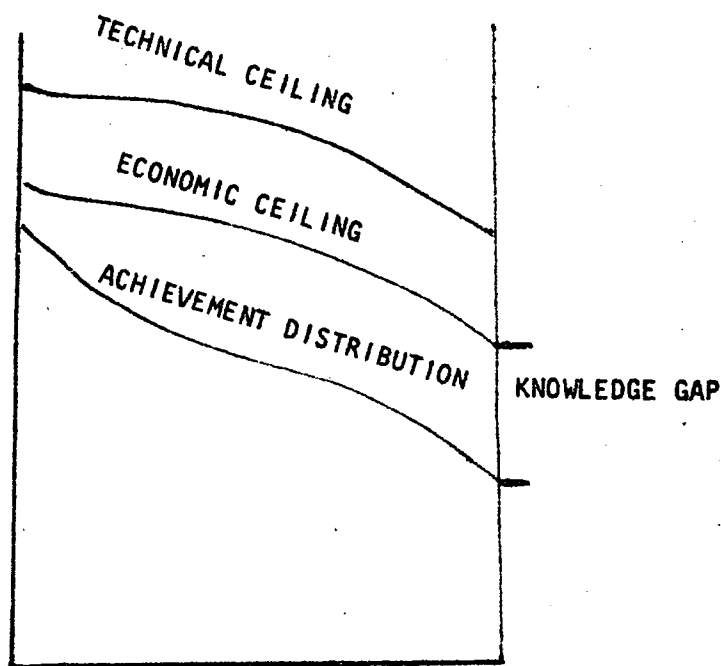 TECHNICAL CEILING
ECONOMIC CEILING
ACHIEVEMENT DISTRIBUTION
KNOWLEDGE GAP